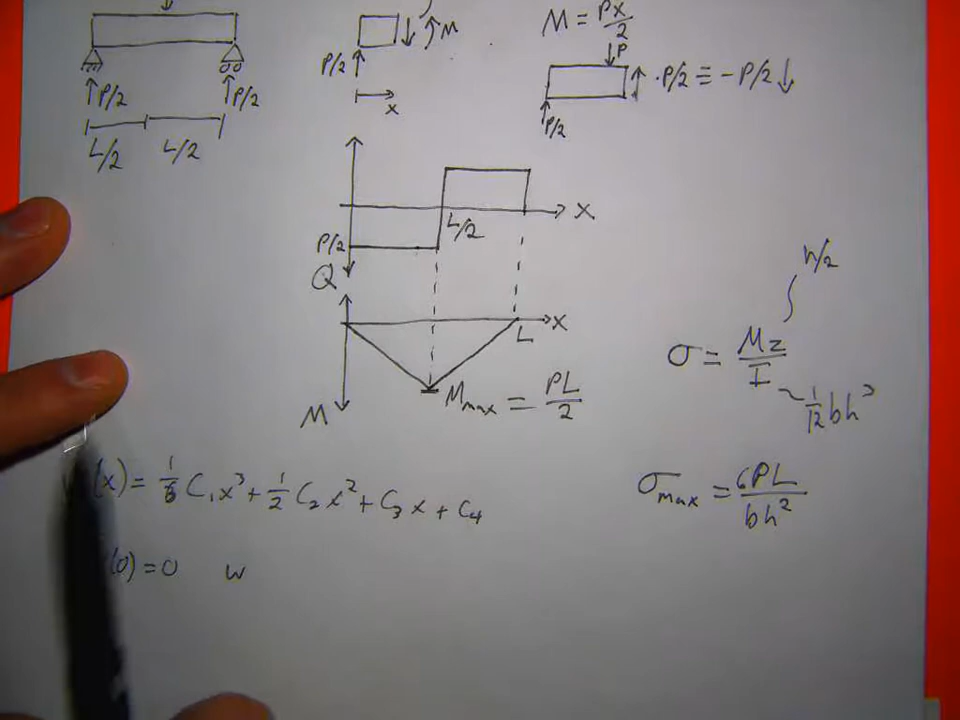 M = Px/2
M
P
P/2
x
· P/2 ≡ - P/2 ↓
P/2
P/2 P/2
L/2 L/2
x
P/2
L/2
Q
h/2
x
L
σ = Mz/I
1/12 bh³
M
Mmax = PL/2
(x) = 1/6 C₁x³ + 1/2 C₂x² + C₃x + C₄
σmax = 6PL/bh²
(0) = 0 w